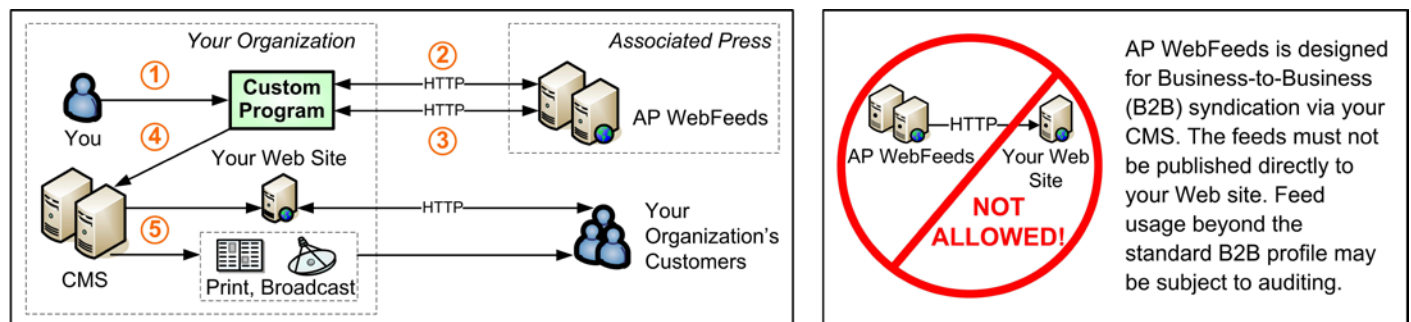 Your Organization
Associated Press
1
2
You
Custom
Program
HTTP
HTTP
AP WebFeeds
3
4
Your Web Site
CMS
5
HTTP
Print, Broadcast
Your
Organization's
Customers
AP WebFeeds
HTTP
Your Web
Site
NOT
ALLOWED!
AP WebFeeds is designed
for Business-to-Business
(B2B) syndication via your
CMS. The feeds must not
be published directly to
your Web site. Feed
usage beyond the
standard B2B profile may
be subject to auditing.